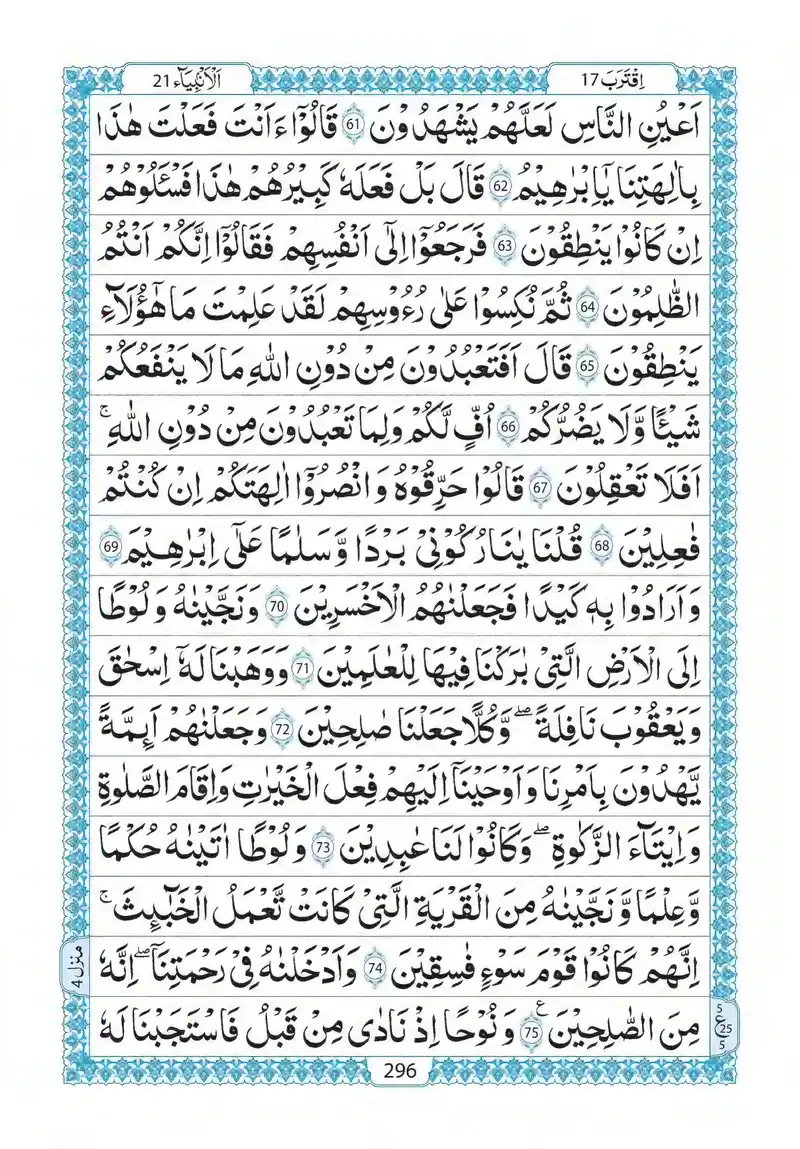 اِقْتَرَبَ 17
اَلْاَنْۢبِيَآء 21
اَعْيُنِ النَّاسِ لَعَلَّهُمْ يَشْهَدُوْنَ 61 قَالُوْٓا ءَاَنْتَ فَعَلْتَ هٰذَا
بِاٰلِهَتِنَا يٰٓاِبْرٰهِيْمُ 62 قَالَ بَلْ فَعَلَهٗ كَبِيْرُهُمْ هٰذَا فَسْـَٔلُوْهُمْ
اِنْ كَانُوْا يَنْطِقُوْنَ 63 فَرَجَعُوْٓا اِلٰٓى اَنْفُسِهِمْ فَقَالُوْٓا اِنَّكُمْ اَنْتُمُ
الظّٰلِمُوْنَ 64 ثُمَّ نُكِسُوْا عَلٰى رُءُوْسِهِمْ لَقَدْ عَلِمْتَ مَا هٰٓؤُلَآءِ
يَنْطِقُوْنَ 65 قَالَ اَفَتَعْبُدُوْنَ مِنْ دُوْنِ اللّٰهِ مَا لَا يَنْفَعُكُمْ
شَيْـًٔا وَّلَا يَضُرُّكُمْ 66 اُفٍّ لَّكُمْ وَلِمَا تَعْبُدُوْنَ مِنْ دُوْنِ اللّٰهِ ۚ
اَفَلَا تَعْقِلُوْنَ 67 قَالُوْا حَرِّقُوْهُ وَانْصُرُوْٓا اٰلِهَتَكُمْ اِنْ كُنْتُمْ
فٰعِلِيْنَ 68 قُلْنَا يٰنَارُ كُوْنِيْ بَرْدًا وَّسَلٰمًا عَلٰٓى اِبْرٰهِيْمَ 69
وَاَرَادُوْا بِهٖ كَيْدًا فَجَعَلْنٰهُمُ الْاَخْسَرِيْنَ 70 وَنَجَّيْنٰهُ وَلُوْطًا
اِلَى الْاَرْضِ الَّتِيْ بٰرَكْنَا فِيْهَا لِلْعٰلَمِيْنَ 71 وَوَهَبْنَا لَهٗٓ اِسْحٰقَ
وَيَعْقُوْبَ نَافِلَةً ۖ وَكُلًّا جَعَلْنَا صٰلِحِيْنَ 72 وَجَعَلْنٰهُمْ اَئِمَّةً
يَّهْدُوْنَ بِاَمْرِنَا وَاَوْحَيْنَآ اِلَيْهِمْ فِعْلَ الْخَيْرٰتِ وَاِقَامَ الصَّلٰوةِ
وَاِيْتَآءَ الزَّكٰوةِ ۖ وَكَانُوْا لَنَا عٰبِدِيْنَ 73 وَلُوْطًا اٰتَيْنٰهُ حُكْمًا
وَّعِلْمًا وَّنَجَّيْنٰهُ مِنَ الْقَرْيَةِ الَّتِيْ كَانَتْ تَّعْمَلُ الْخَبٰٓئِثَ ۚ
اِنَّهُمْ كَانُوْا قَوْمَ سَوْءٍ فٰسِقِيْنَ 74 وَاَدْخَلْنٰهُ فِيْ رَحْمَتِنَا ۖ اِنَّهٗ
منزل 4
مِنَ الصّٰلِحِيْنَ 75 ۧ وَنُوْحًا اِذْ نَادٰى مِنْ قَبْلُ فَاسْتَجَبْنَا لَهٗ
5
ع 25
5
296